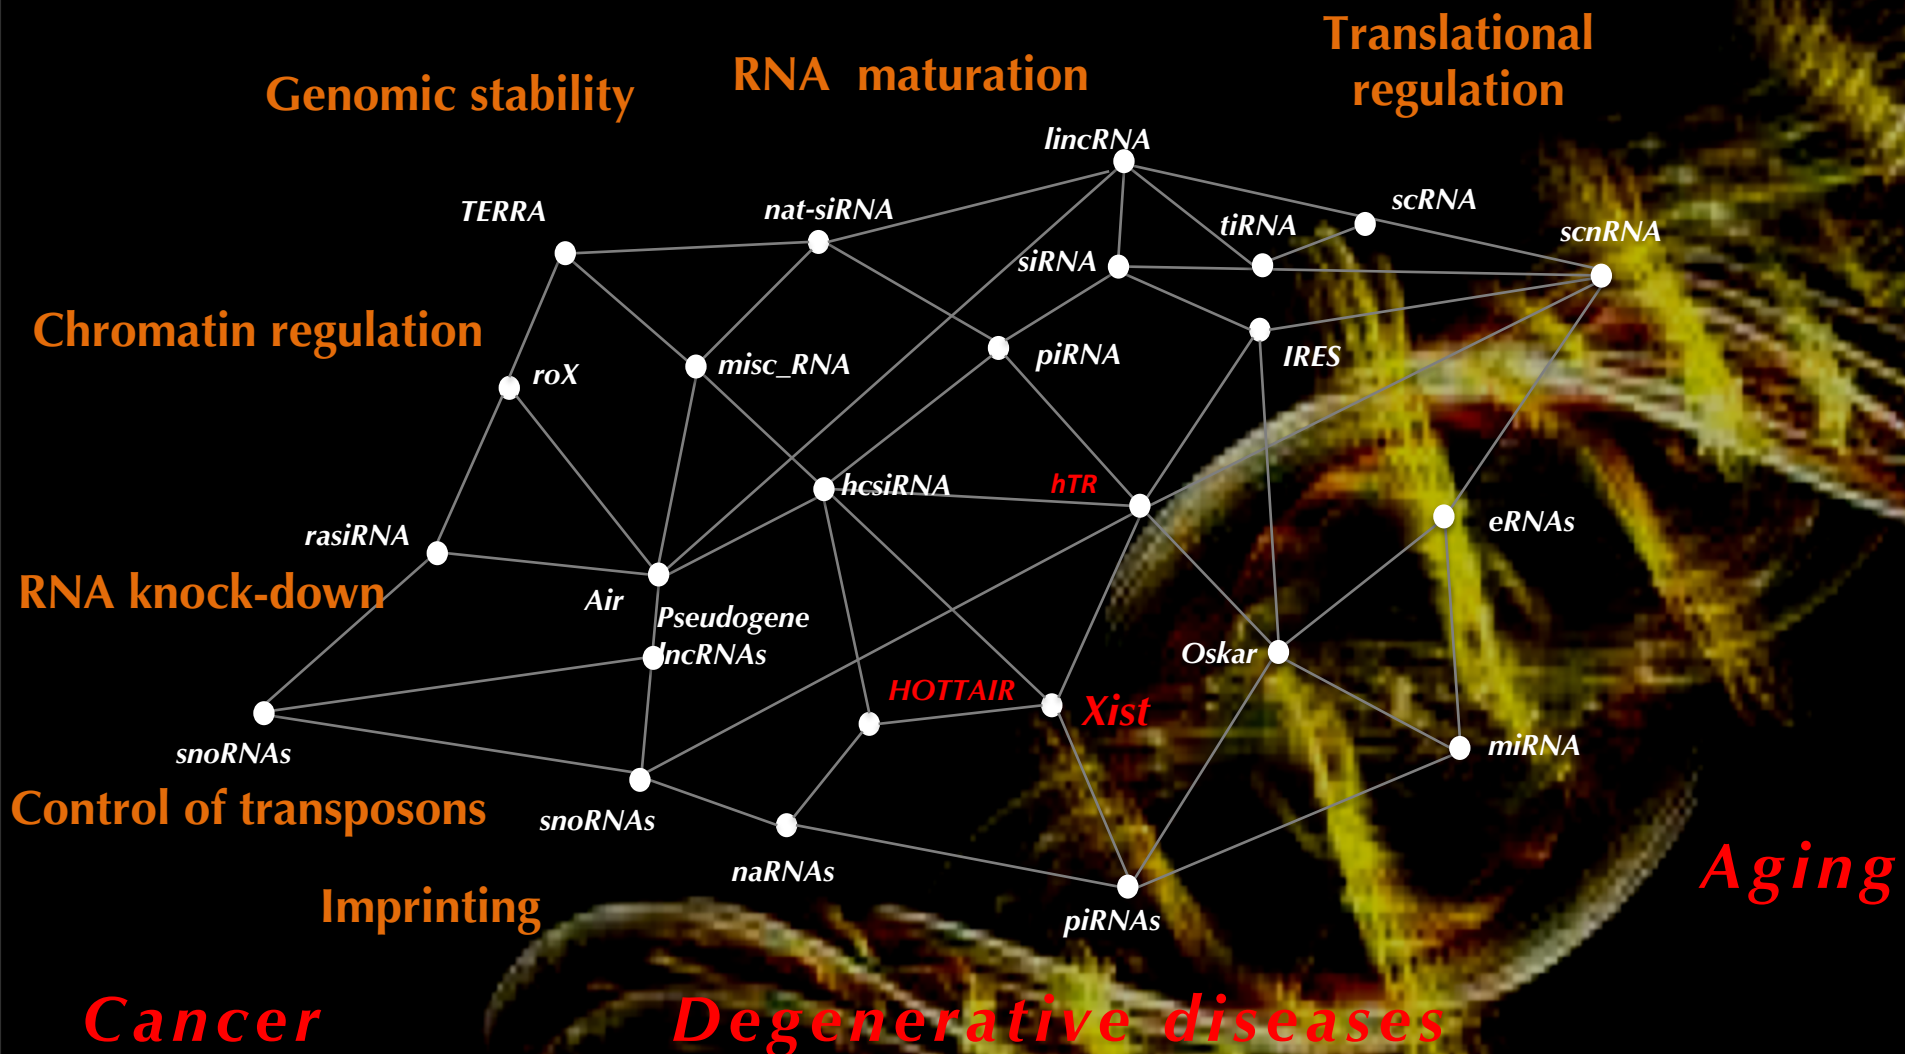 Translational
regulation
RNA maturation
Genomic stability
lincRNA
scRNA
TERRA
nat-siRNA
tiRNA
scnRNA
siRNA
Chromatin regulation
roX
misc_RNA
piRNA
IRES
hcsiRNA
hTR
eRNAs
rasiRNA
RNA knock-down
Air
Pseudogene
lncRNAs
Oskar
HOTTAIR
Xist
snoRNAs
miRNA
Control of transposons
snoRNAs
naRNAs
Aging
Imprinting
piRNAs
Cancer
Degenerative diseases